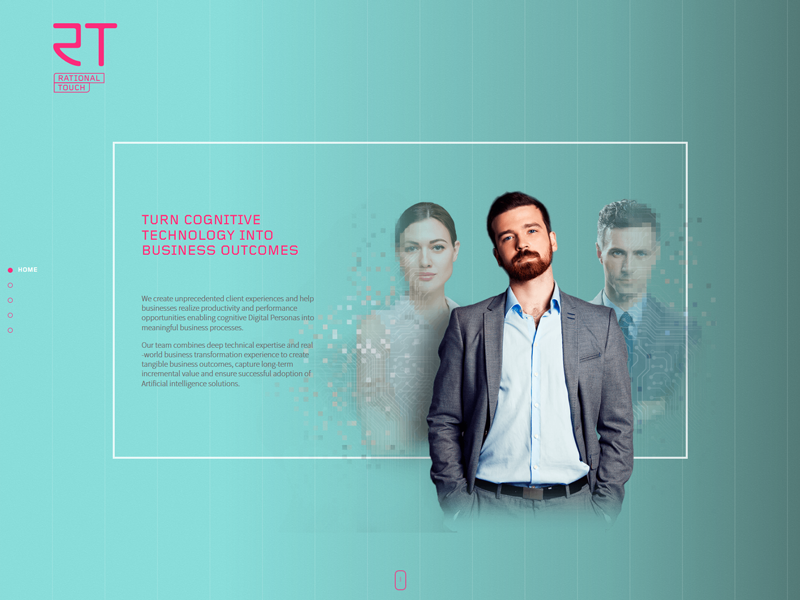 RT
RATIONAL
TOUCH
TURN COGNITIVE
TECHNOLOGY INTO
BUSINESS OUTCOMES
HOME
We create unprecedented client experiences and help
businesses realize productivity and performance
opportunities enabling cognitive Digital Personas into
meaningful business processes.
Our team combines deep technical expertise and real
-world business transformation experience to create
tangible business outcomes, capture long-term
incremental value and ensure successful adoption of
Artificial intelligence solutions.